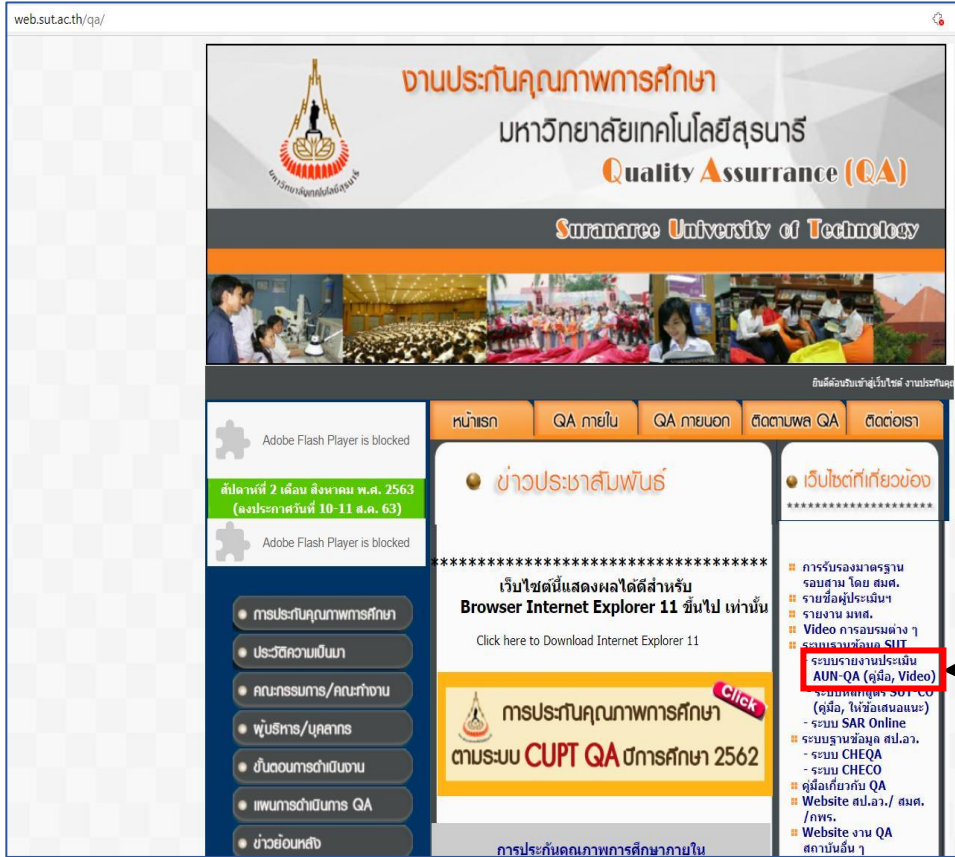 web.sut.ac.th/qa/
งานประกันคุณภาพการศึกษา
มหาวิทยาลัยเทคโนโลยีสุรนารี
Quality Assurrance (QA)
มหาวิทยาลัยเทคโนโลยีสุรนารี
Suranaree University of Technology
ยินดีต้อนรับเข้าสู่เว็บไซต์ งานประกันคุณ
หน้าแรก
QA ภายใน
QA ภายนอก
ติดตามผล QA
ติดต่อเรา
Adobe Flash Player is blocked
สัปดาห์ที่ 2 เดือน สิงหาคม พ.ศ. 2563
(ลงประกาศวันที่ 10-11 ส.ค. 63)
Adobe Flash Player is blocked
การประกันคุณภาพการศึกษา
ประวัติความเป็นมา
คณะกรรมการ/คณะทำงาน
ผู้บริหาร/บุคลากร
ขั้นตอนการดำเนินงาน
แผนการดำเนินการ QA
ข่าวย้อนหลัง
ข่าวประชาสัมพันธ์
************************************
เว็บไซต์นี้แสดงผลได้ดีสำหรับ
Browser Internet Explorer 11 ขึ้นไป เท่านั้น
Click here to Download Internet Explorer 11
Click
การประกันคุณภาพการศึกษา
ตามระบบ CUPT QA ปีการศึกษา 2562
การประกันคุณภาพการศึกษาภายใน
เว็บไซต์ที่เกี่ยวข้อง
**********************
การรับรองมาตรฐาน
รอบสาม โดย สมศ.
รายชื่อผู้ประเมินฯ
รายงาน มทส.
Video การอบรมต่าง ๆ
ระบบฐานข้อมูล SUT
- ระบบรายงานประเมิน
AUN-QA (คู่มือ, Video)
- ระบบหลักสูตร SUT-CO
(คู่มือ, ให้ข้อเสนอแนะ)
- ระบบ SAR Online
ระบบฐานข้อมูล สป.อว.
- ระบบ CHEQA
- ระบบ CHECO
คู่มือเกี่ยวกับ QA
Website สป.อว./ สมศ.
/กพร.
Website งาน QA
สถาบันอื่น ๆ